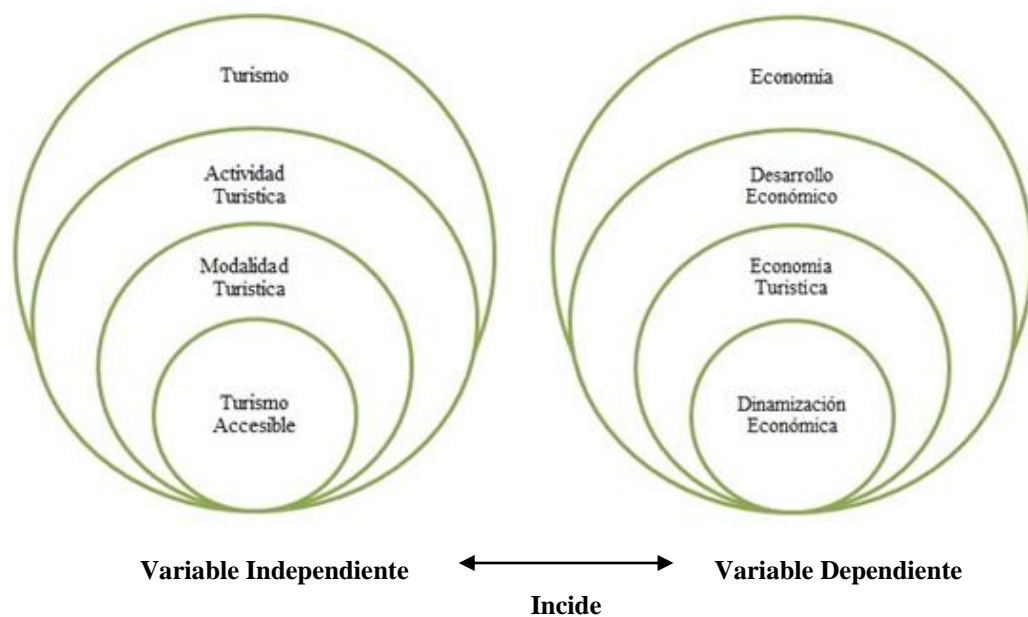 Turismo
Actividad
Turistica
Modalidad
Turistica
Turismo
Accesible
Economia
Desarrollo
Económico
Economia
Turistica
Dinamización
Económica
Variable Independiente
Variable Dependiente
Incide